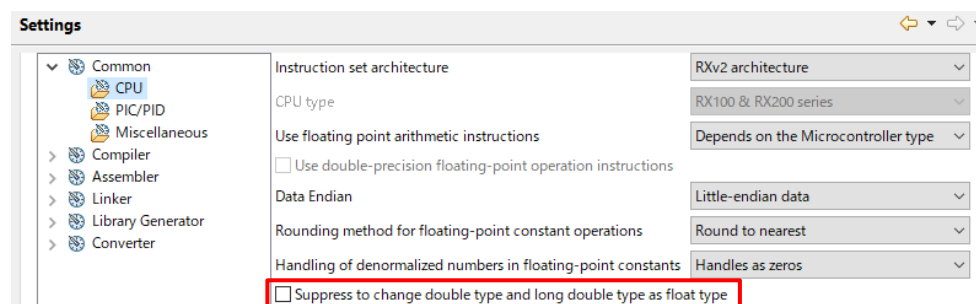 Settings
Common
CPU
PIC/PID
Miscellaneous
Compiler
Assembler
Linker
Library Generator
Converter
Instruction set architecture RXv2 architecture
CPU type RX100 & RX200 series
Use floating point arithmetic instructions Depends on the Microcontroller type
Use double-precision floating-point operation instructions
Data Endian Little-endian data
Rounding method for floating-point constant operations Round to nearest
Handling of denormalized numbers in floating-point constants Handles as zeros
Suppress to change double type and long double type as float type